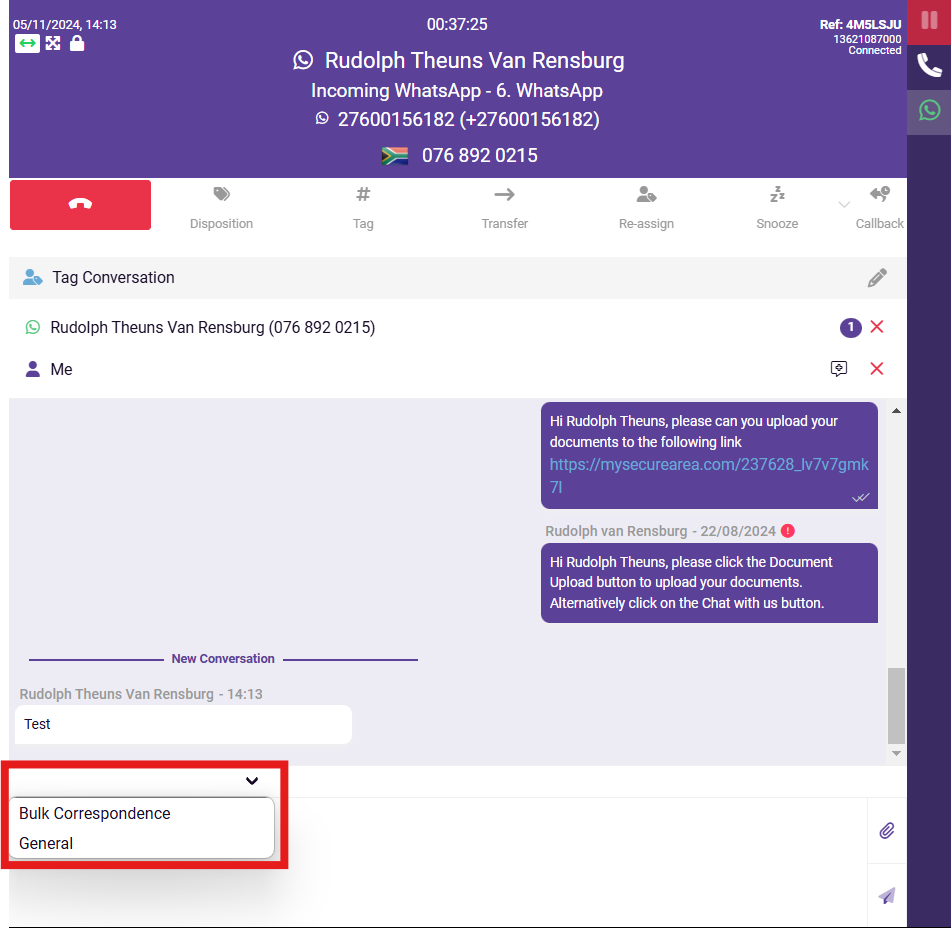 05/11/2024, 14:13
00:37:25
Ref: 4M5LSJU
13621087000
Connected
Rudolph Theuns Van Rensburg
Incoming WhatsApp - 6. WhatsApp
27600156182 (+27600156182)
076 892 0215
Disposition
Tag
Transfer
Re-assign
Snooze
Callback
Tag Conversation
Rudolph Theuns Van Rensburg (076 892 0215)
1
Me
Hi Rudolph Theuns, please can you upload your
documents to the following link
https://mysecurearea.com/237628_lv7v7gmk
7l
Rudolph van Rensburg - 22/08/2024
Hi Rudolph Theuns, please click the Document
Upload button to upload your documents.
Alternatively click on the Chat with us button.
New Conversation
Rudolph Theuns Van Rensburg - 14:13
Test
Bulk Correspondence
General